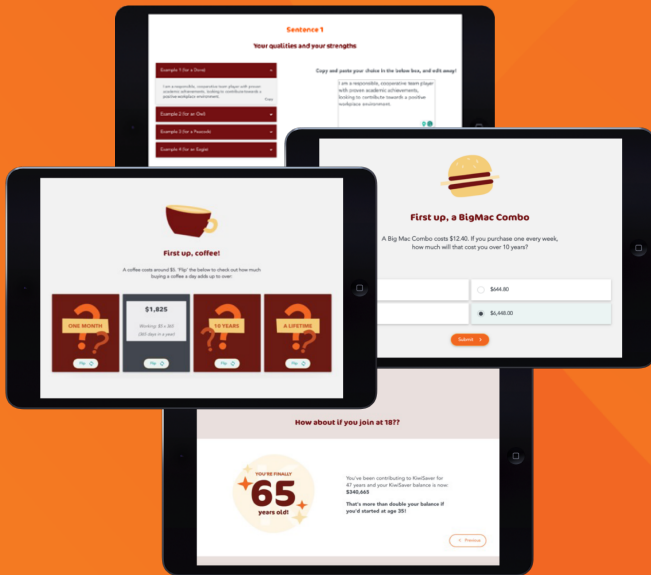 Sentence 1
Your qualities and your strengths
Example 1 (for a Dove)
I am a responsible, cooperative team player with proven
academic achievements, looking to contribute towards a
positive workplace environment.
Example 2 (for an Owl)
Example 3 (for a Peacock)
Example 4 (for an Eagle)
Copy and paste your choice in the below box, and edit away!
I am a responsible, cooperative team player
with proven academic achievements,
looking to contribute towards a positive
workplace environment.
First up, coffee!
A coffee costs around $5. 'Flip' the below to check out how much
buying a coffee a day adds up to over:
ONE MONTH
Flip
$1,825
Working: $5 x 365
(365 days in a year)
Flip
10 YEARS
Flip
A LIFETIME
Flip
First up, a BigMac Combo
A Big Mac Combo costs $12.40. If you purchase one every week,
how much will that cost you over 10 years?
$644.80
$6,448.00
Submit
How about if you join at 18??
YOU'RE FINALLY
65
years old!
You've been contributing to KiwiSaver for
47 years and your KiwiSaver balance is now:
$340,665
That's more than double your balance if
you'd started at age 35!
Previous